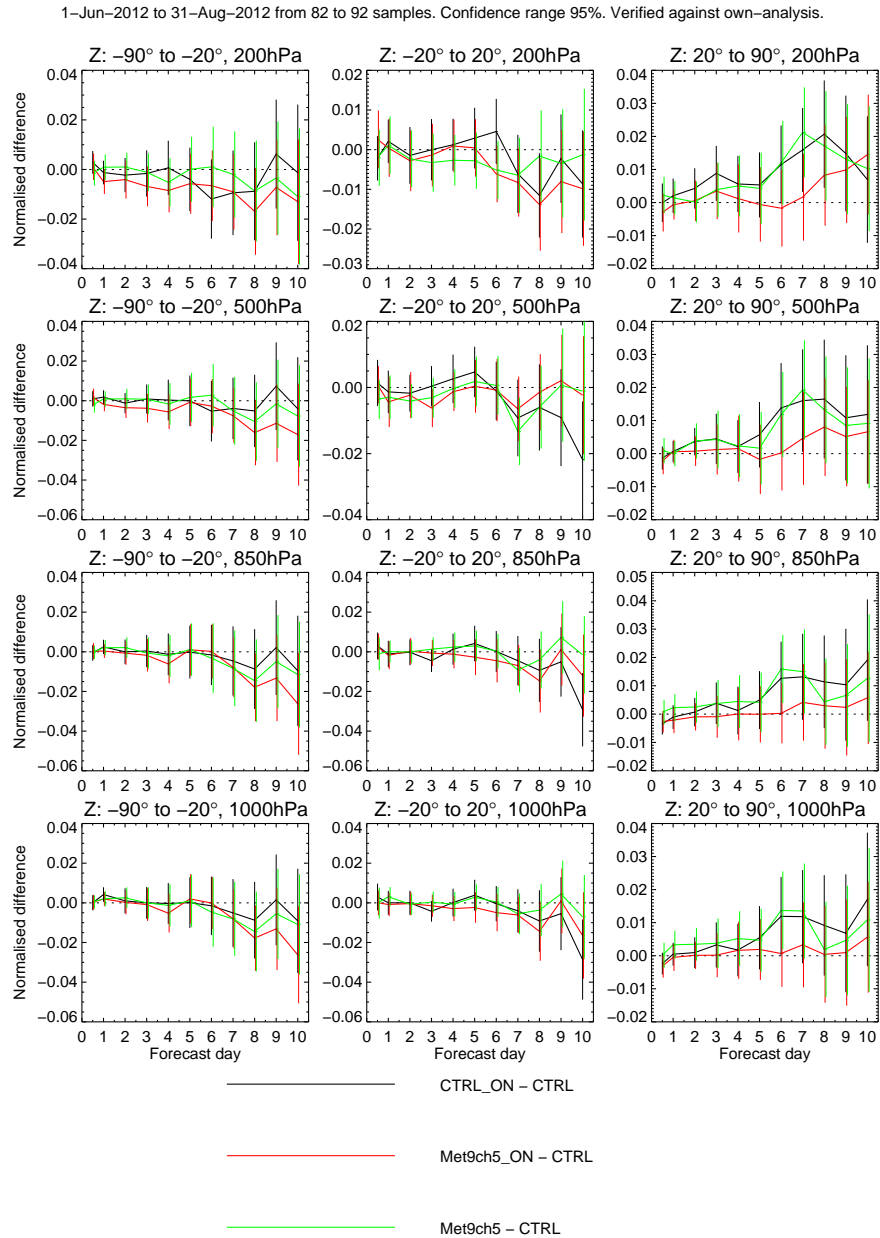 1-Jun-2012 to 31-Aug-2012 from 82 to 92 samples. Confidence range 95%. Verified against own-analysis.
Z: -90° to -20°, 200hPa
Normalised difference
0.04
0.02
0.00
-0.02
-0.04
0 1 2 3 4 5 6 7 8 9 10
Z: -20° to 20°, 200hPa
0.02
0.01
0.00
-0.01
-0.02
-0.03
0 1 2 3 4 5 6 7 8 9 10
Z: 20° to 90°, 200hPa
0.04
0.03
0.02
0.01
0.00
-0.01
-0.02
0 1 2 3 4 5 6 7 8 9 10
Z: -90° to -20°, 500hPa
Normalised difference
0.04
0.02
0.00
-0.02
-0.04
-0.06
0 1 2 3 4 5 6 7 8 9 10
Z: -20° to 20°, 500hPa
0.02
0.00
-0.02
-0.04
0 1 2 3 4 5 6 7 8 9 10
Z: 20° to 90°, 500hPa
0.04
0.03
0.02
0.01
0.00
-0.01
-0.02
0 1 2 3 4 5 6 7 8 9 10
Z: -90° to -20°, 850hPa
Normalised difference
0.04
0.02
0.00
-0.02
-0.04
-0.06
0 1 2 3 4 5 6 7 8 9 10
Z: -20° to 20°, 850hPa
0.04
0.02
0.00
-0.02
-0.04
-0.06
0 1 2 3 4 5 6 7 8 9 10
Z: 20° to 90°, 850hPa
0.05
0.04
0.03
0.02
0.01
0.00
-0.01
-0.02
0 1 2 3 4 5 6 7 8 9 10
Z: -90° to -20°, 1000hPa
Normalised difference
0.04
0.02
0.00
-0.02
-0.04
-0.06
0 1 2 3 4 5 6 7 8 9 10
Forecast day
Z: -20° to 20°, 1000hPa
0.04
0.02
0.00
-0.02
-0.04
-0.06
0 1 2 3 4 5 6 7 8 9 10
Forecast day
Z: 20° to 90°, 1000hPa
0.04
0.03
0.02
0.01
0.00
-0.01
-0.02
0 1 2 3 4 5 6 7 8 9 10
Forecast day
CTRL_ON - CTRL
Met9ch5_ON - CTRL
Met9ch5 - CTRL